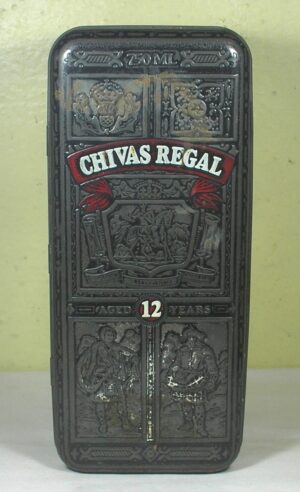 750 ML
CHIVAS REGAL
AGED 12 YEARS